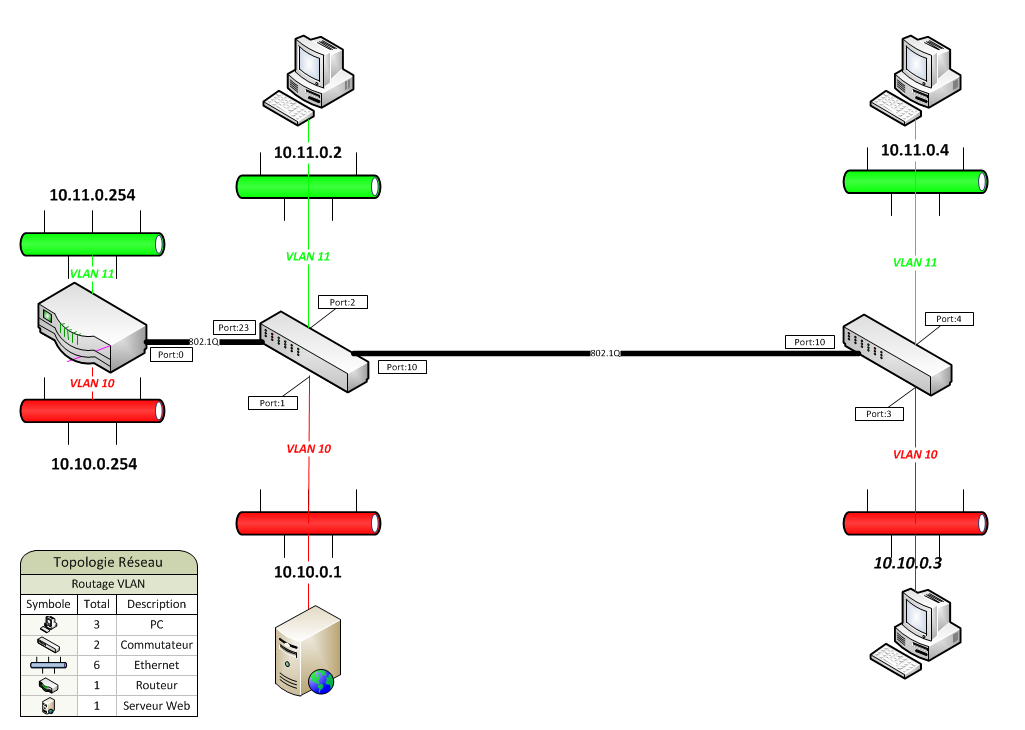 10.11.0.2
10.11.0.4
10.11.0.254
VLAN 11
VLAN 11
VLAN 11
Port:2
Port:4
Port:23
802.1Q
Port:0
Port:10
802.1Q
Port:10
VLAN 10
Port:1
Port:3
VLAN 10
VLAN 10
10.10.0.254
10.10.0.1
10.10.0.3
Topologie Réseau
Routage VLAN
Symbole Total Description
3 PC
2 Commutateur
6 Ethernet
1 Routeur
1 Serveur Web